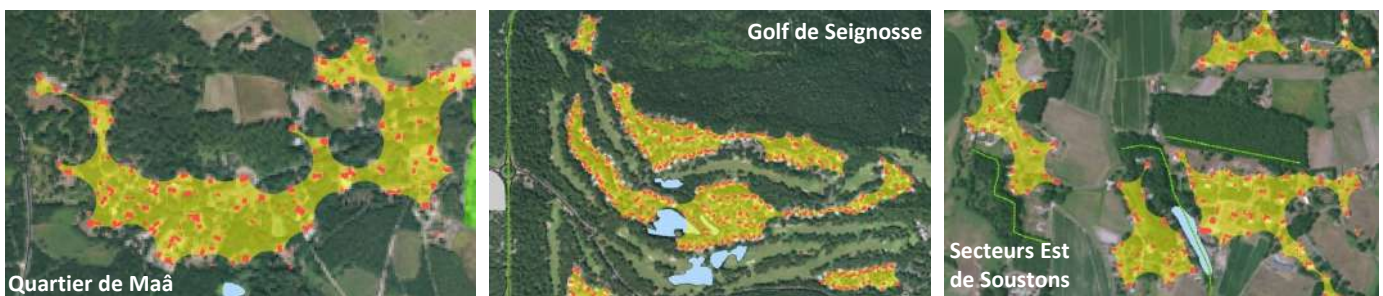 Quartier de Maâ
Golf de Seignosse
Secteurs Est
de Soustons